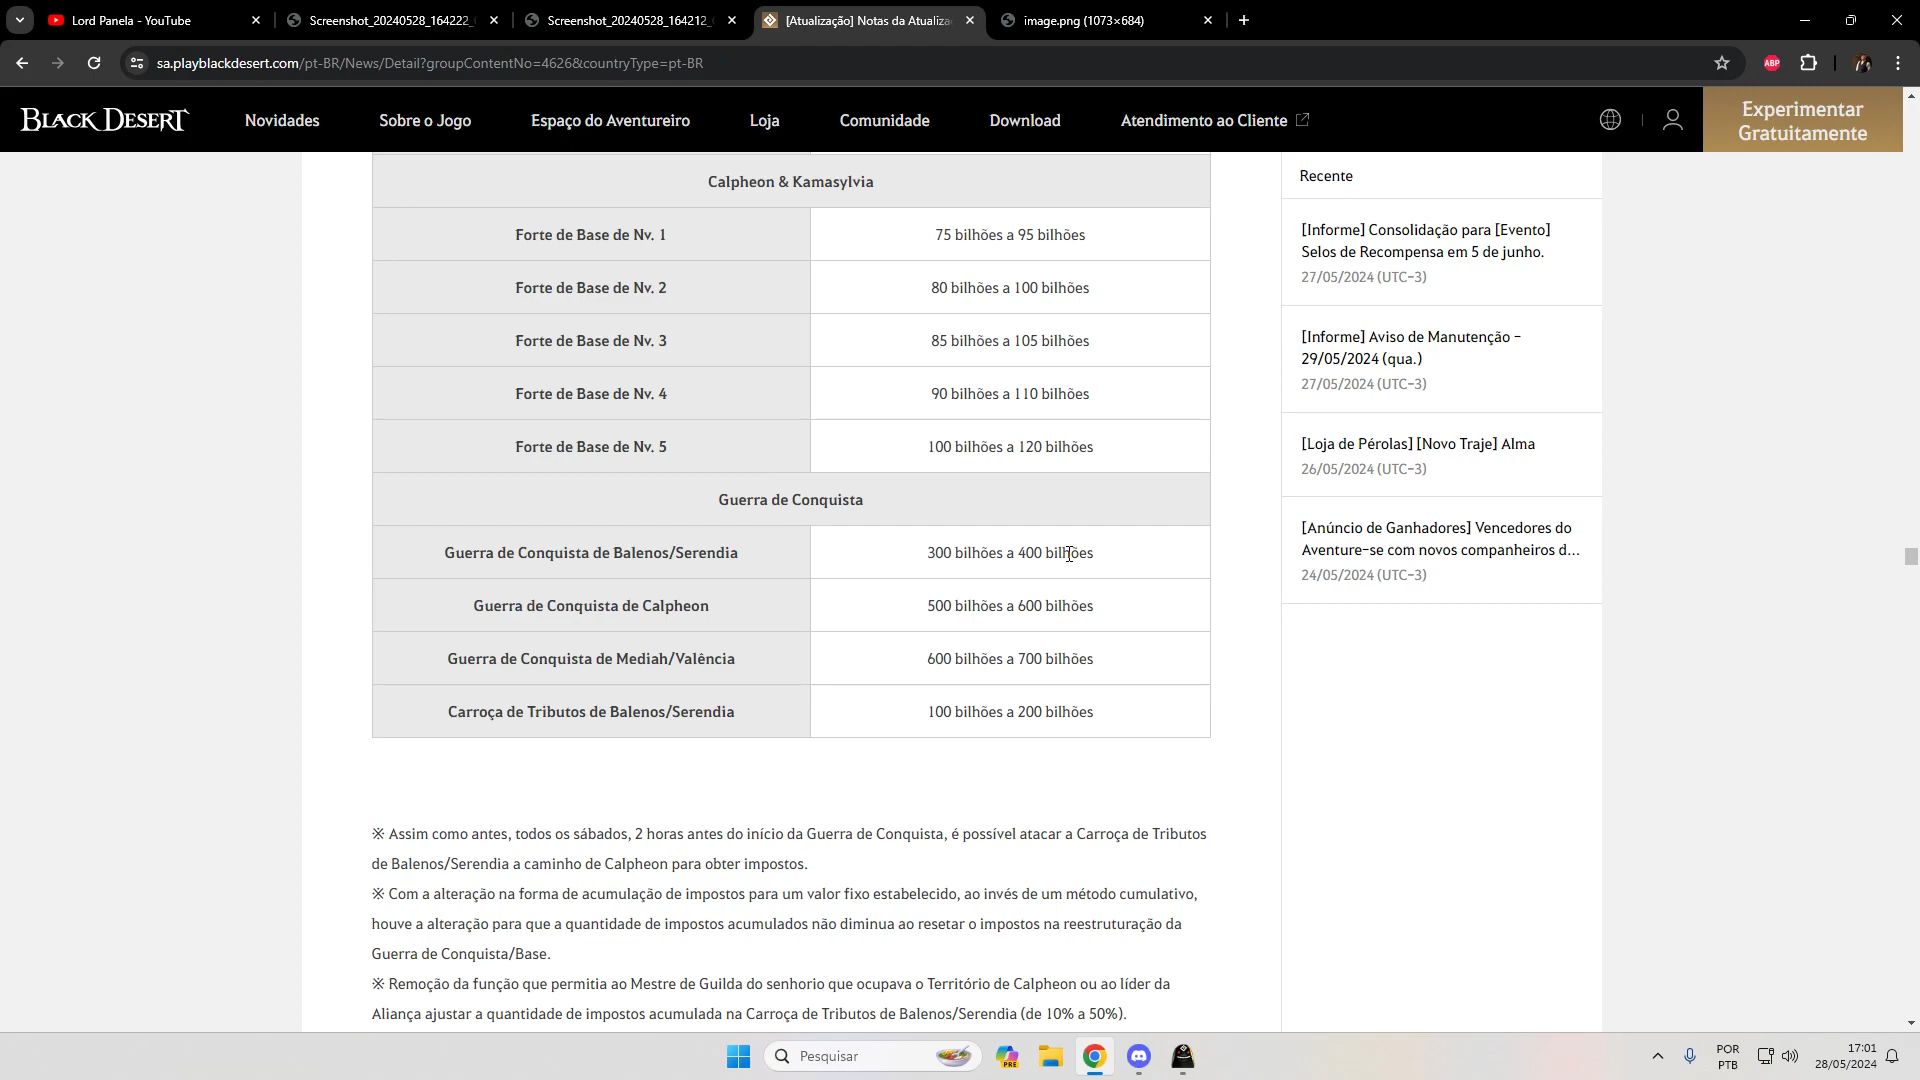 Lord Panela - YouTube
Screenshot_20240528_164222_
Screenshot_20240528_164212_
[Atualização] Notas da Atualiza
image.png (1073×684)
sa.playblackdesert.com/pt-BR/News/Detail?groupContentNo=4626&countryType=pt-BR
ABP
BLACK DESERT
Novidades
Sobre o Jogo
Espaço do Aventureiro
Loja
Comunidade
Download
Atendimento ao Cliente
Experimentar
Gratuitamente
Calpheon & Kamasylvia
Forte de Base de Nv. 1
75 bilhões a 95 bilhões
Forte de Base de Nv. 2
80 bilhões a 100 bilhões
Forte de Base de Nv. 3
85 bilhões a 105 bilhões
Forte de Base de Nv. 4
90 bilhões a 110 bilhões
Forte de Base de Nv. 5
100 bilhões a 120 bilhões
Guerra de Conquista
Guerra de Conquista de Balenos/Serendia
300 bilhões a 400 bilhões
Guerra de Conquista de Calpheon
500 bilhões a 600 bilhões
Guerra de Conquista de Mediah/Valência
600 bilhões a 700 bilhões
Carroça de Tributos de Balenos/Serendia
100 bilhões a 200 bilhões
※ Assim como antes, todos os sábados, 2 horas antes do início da Guerra de Conquista, é possível atacar a Carroça de Tributos
de Balenos/Serendia a caminho de Calpheon para obter impostos.
※ Com a alteração na forma de acumulação de impostos para um valor fixo estabelecido, ao invés de um método cumulativo,
houve a alteração para que a quantidade de impostos acumulados não diminua ao resetar o impostos na reestruturação da
Guerra de Conquista/Base.
※ Remoção da função que permitia ao Mestre de Guilda do senhorio que ocupava o Território de Calpheon ou ao líder da
Aliança ajustar a quantidade de impostos acumulada na Carroça de Tributos de Balenos/Serendia (de 10% a 50%).
Recente
[Informe] Consolidação para [Evento]
Selos de Recompensa em 5 de junho.
27/05/2024 (UTC-3)
[Informe] Aviso de Manutenção -
29/05/2024 (qua.)
27/05/2024 (UTC-3)
[Loja de Pérolas] [Novo Traje] Alma
26/05/2024 (UTC-3)
[Anúncio de Ganhadores] Vencedores do
Aventure-se com novos companheiros d...
24/05/2024 (UTC-3)
Pesquisar
PRE
POR
PTB
17:01
28/05/2024